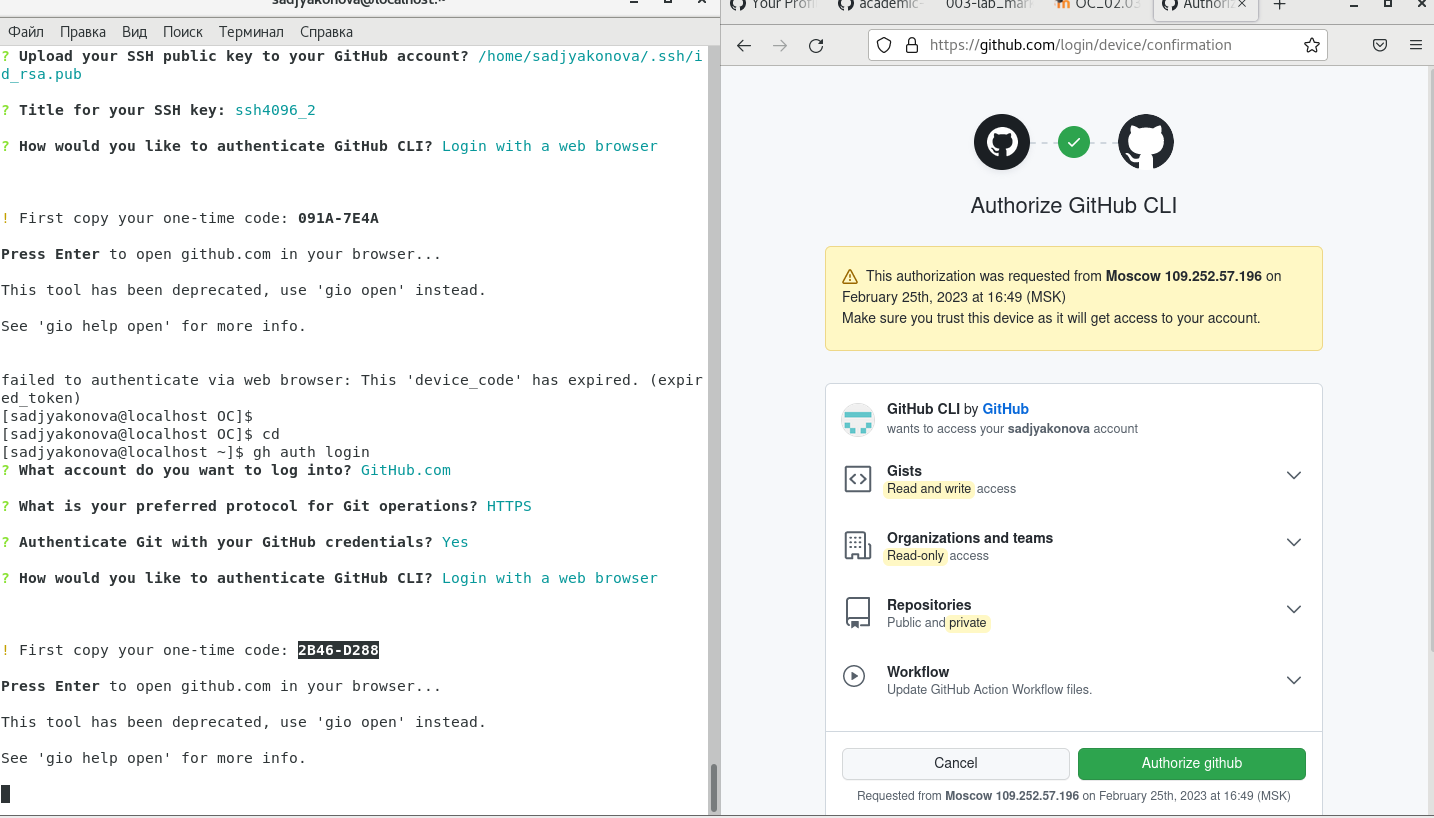 sadjyakonova@localhost:~
Файл Правка Вид Поиск Терминал Справка
? Upload your SSH public key to your GitHub account? /home/sadjyakonova/.ssh/i
d_rsa.pub
? Title for your SSH key: ssh4096_2
? How would you like to authenticate GitHub CLI? Login with a web browser
! First copy your one-time code: 091A-7E4A
Press Enter to open github.com in your browser...
This tool has been deprecated, use 'gio open' instead.
See 'gio help open' for more info.
failed to authenticate via web browser: This 'device_code' has expired. (expir
ed_token)
[sadjyakonova@localhost OC]$
[sadjyakonova@localhost OC]$ cd
[sadjyakonova@localhost ~]$ gh auth login
? What account do you want to log into? GitHub.com
? What is your preferred protocol for Git operations? HTTPS
? Authenticate Git with your GitHub credentials? Yes
? How would you like to authenticate GitHub CLI? Login with a web browser
! First copy your one-time code: 2B46-D288
Press Enter to open github.com in your browser...
This tool has been deprecated, use 'gio open' instead.
See 'gio help open' for more info.
Your Profi academic- 003-lab_mark OC_02.03 Authoriz
https://github.com/login/device/confirmation
Authorize GitHub CLI
This authorization was requested from Moscow 109.252.57.196 on
February 25th, 2023 at 16:49 (MSK)
Make sure you trust this device as it will get access to your account.
GitHub CLI by GitHub
wants to access your sadjyakonova account
Gists
Read and write access
Organizations and teams
Read-only access
Repositories
Public and private
Workflow
Update GitHub Action Workflow files.
Cancel Authorize github
Requested from Moscow 109.252.57.196 on February 25th, 2023 at 16:49 (MSK)